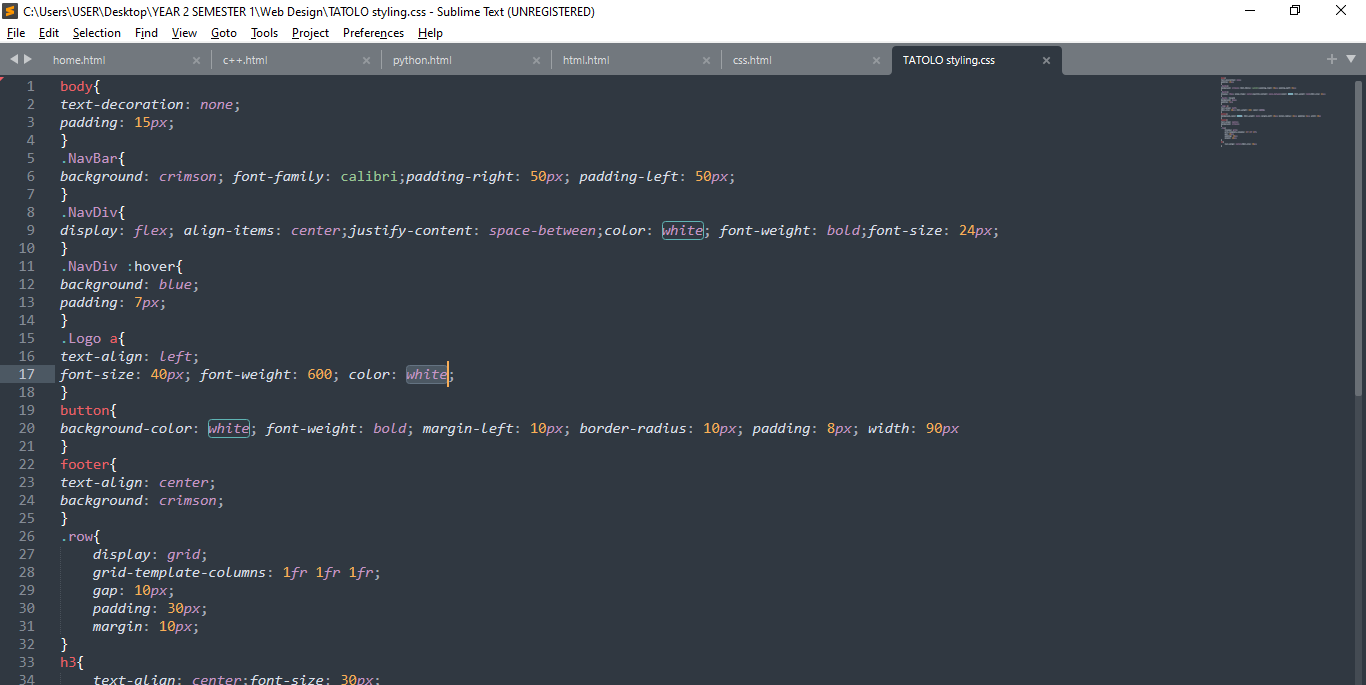 C:\Users\USER\Desktop\YEAR 2 SEMESTER 1\Web Design\TATOLO styling.css - Sublime Text (UNREGISTERED)
File Edit Selection Find View Goto Tools Project Preferences Help
home.html c++.html python.html html.html css.html TATOLO styling.css
1 body{
2 text-decoration: none;
3 padding: 15px;
4 }
5 .NavBar{
6 background: crimson; font-family: calibri;padding-right: 50px; padding-left: 50px;
7 }
8 .NavDiv{
9 display: flex; align-items: center;justify-content: space-between;color: white; font-weight: bold;font-size: 24px;
10 }
11 .NavDiv :hover{
12 background: blue;
13 padding: 7px;
14 }
15 .Logo a{
16 text-align: left;
17 font-size: 40px; font-weight: 600; color: white;
18 }
19 button{
20 background-color: white; font-weight: bold; margin-left: 10px; border-radius: 10px; padding: 8px; width: 90px
21 }
22 footer{
23 text-align: center;
24 background: crimson;
25 }
26 .row{
27 display: grid;
28 grid-template-columns: 1fr 1fr 1fr;
29 gap: 10px;
30 padding: 30px;
31 margin: 10px;
32 }
33 h3{
34 text-align: center;font-size: 30px;